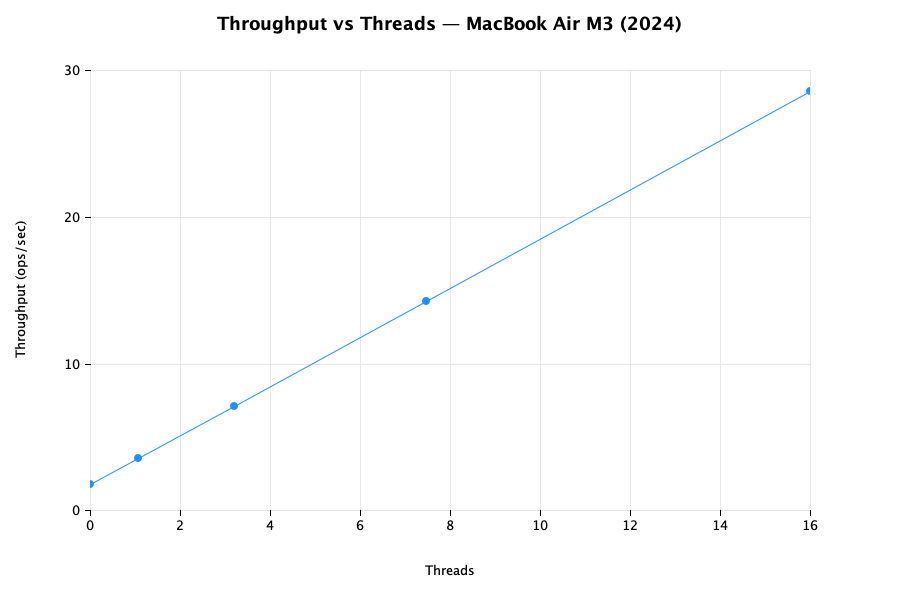 Throughput vs Threads — MacBook Air M3 (2024)
30
20
10
0
Throughput (ops/sec)
0 2 4 6 8 10 12 14 16
Threads